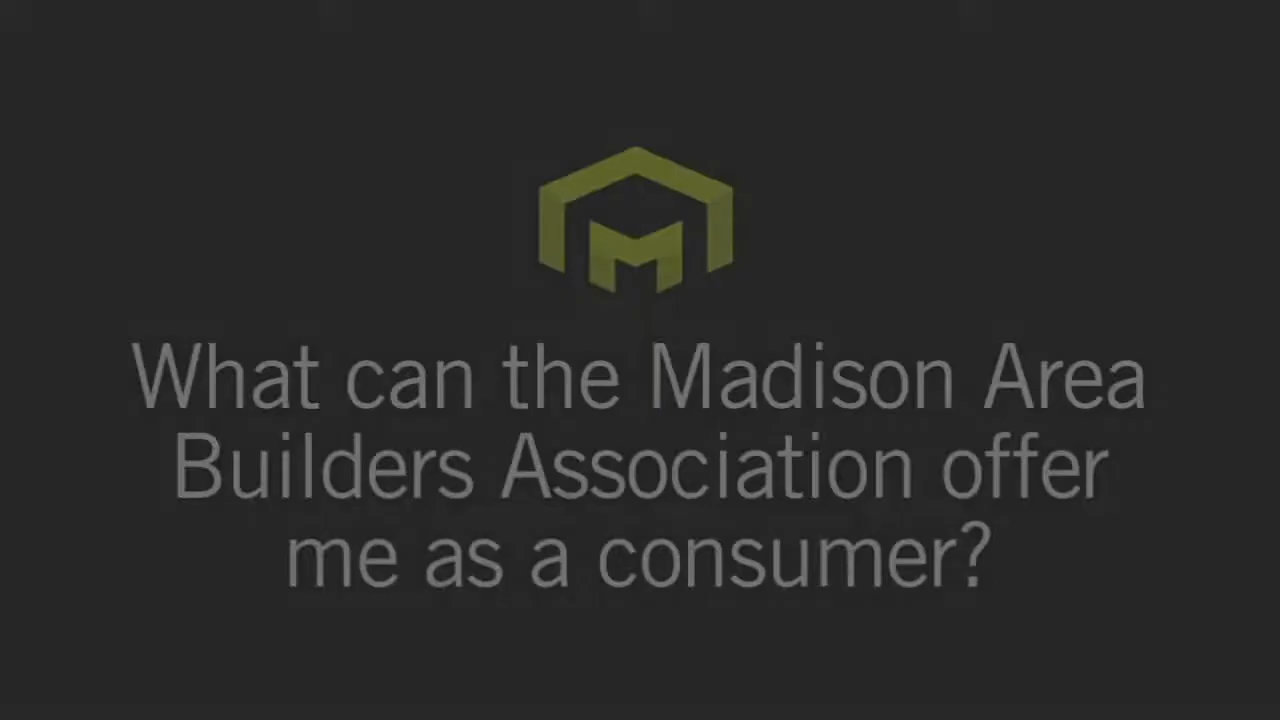 What can the Madison Area
Builders Association offer
me as a consumer?